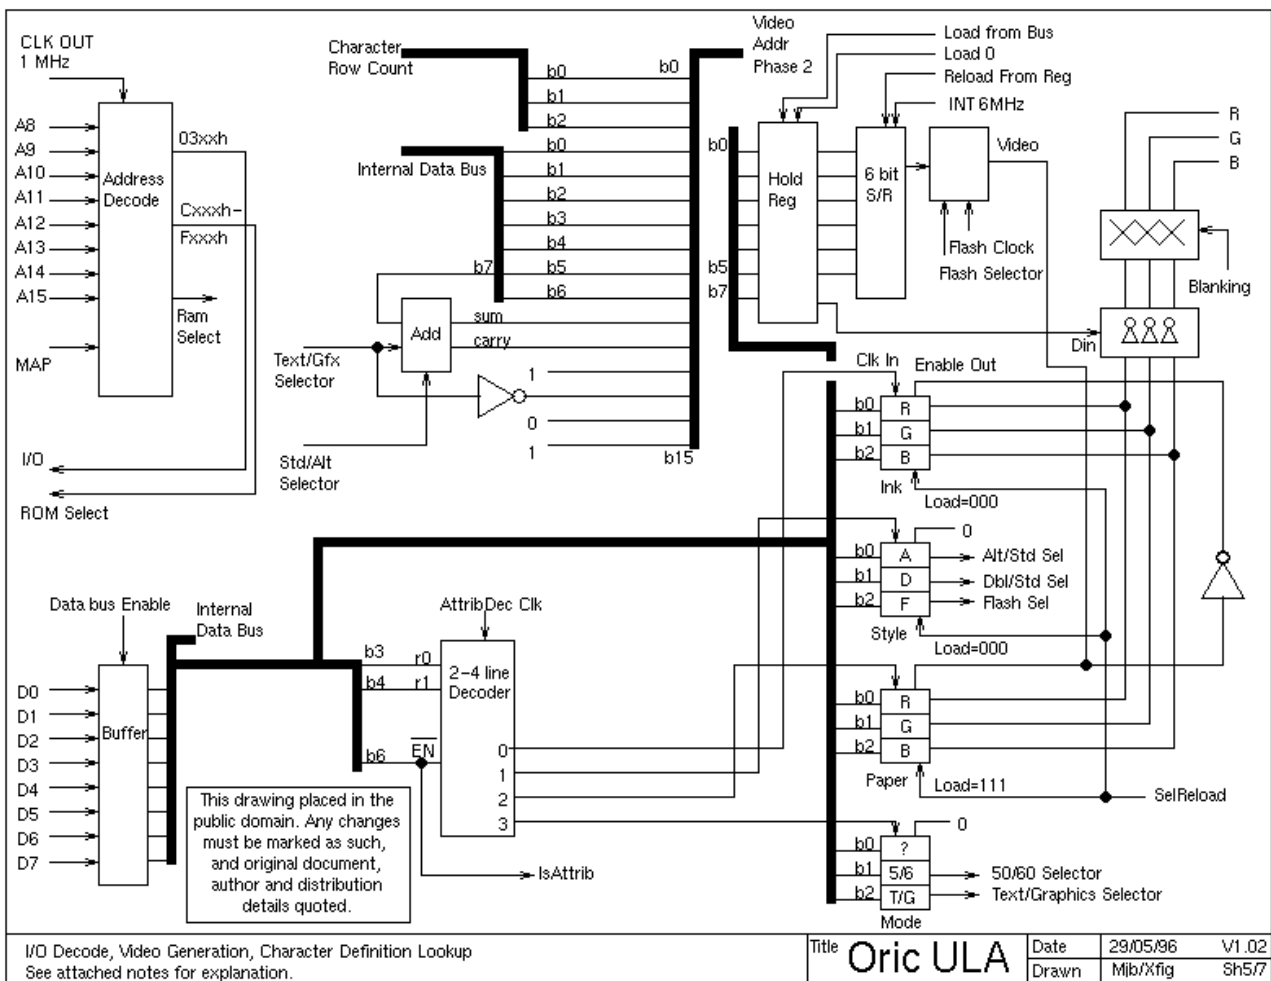 CLK OUT
1 MHz
A8
A9
A10
A11
A12
A13
A14
A15
MAP
Address
Decode
03xxh
Cxxxh-
Fxxxh
Ram
Select
I/O
ROM Select
Character
Row Count
b0
b1
b2
Internal Data Bus
b0
b1
b2
b3
b4
b5
b6
b7
Add
sum
carry
Text/Gfx
Selector
Std/Alt
Selector
1
0
1
b0
b15
Video
Addr
Phase 2
Load from Bus
Load 0
Reload From Reg
INT 6MHz
b0
b5
b7
Hold
Reg
6 bit
S/R
Video
Flash Clock
Flash Selector
R
G
B
Blanking
Din
Clk In
Enable Out
b0
b1
b2
R
G
B
Ink
Load=000
0
b0
b1
b2
A
D
F
Alt/Std Sel
Dbl/Std Sel
Flash Sel
Style
Load=000
b0
b1
b2
R
G
B
Paper
Load=111
SelReload
0
b0
b1
b2
?
5/6
T/G
50/60 Selector
Text/Graphics Selector
Mode
Data bus Enable
Internal
Data Bus
D0
D1
D2
D3
D4
D5
D6
D7
Buffer
AttribDec Clk
b3
b4
b6
r0
r1
EN
2-4 line
Decoder
0
1
2
3
IsAttrib
This drawing placed in the
public domain. Any changes
must be marked as such,
and original document,
author and distribution
details quoted.
I/O Decode, Video Generation, Character Definition Lookup
See attached notes for explanation.
Title
Oric ULA
Date
29/05/96
V1.02
Drawn
Mjb/Xfig
Sh5/7